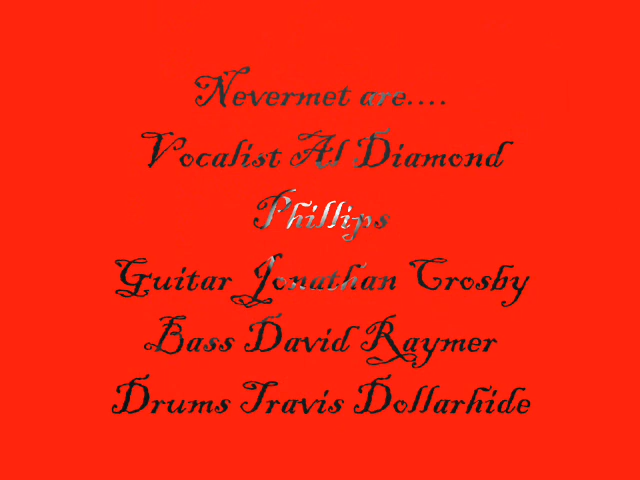 Nevermet are....
Vocalist Al Diamond
Phillips
Guitar Jonathan Crosby
Bass David Raymer
Drums Travis Dollarhide